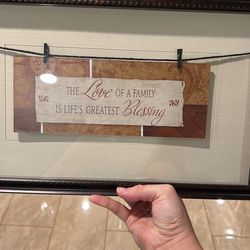 THE Love OF A FAMILY
IS LIFE'S GREATEST Blessing